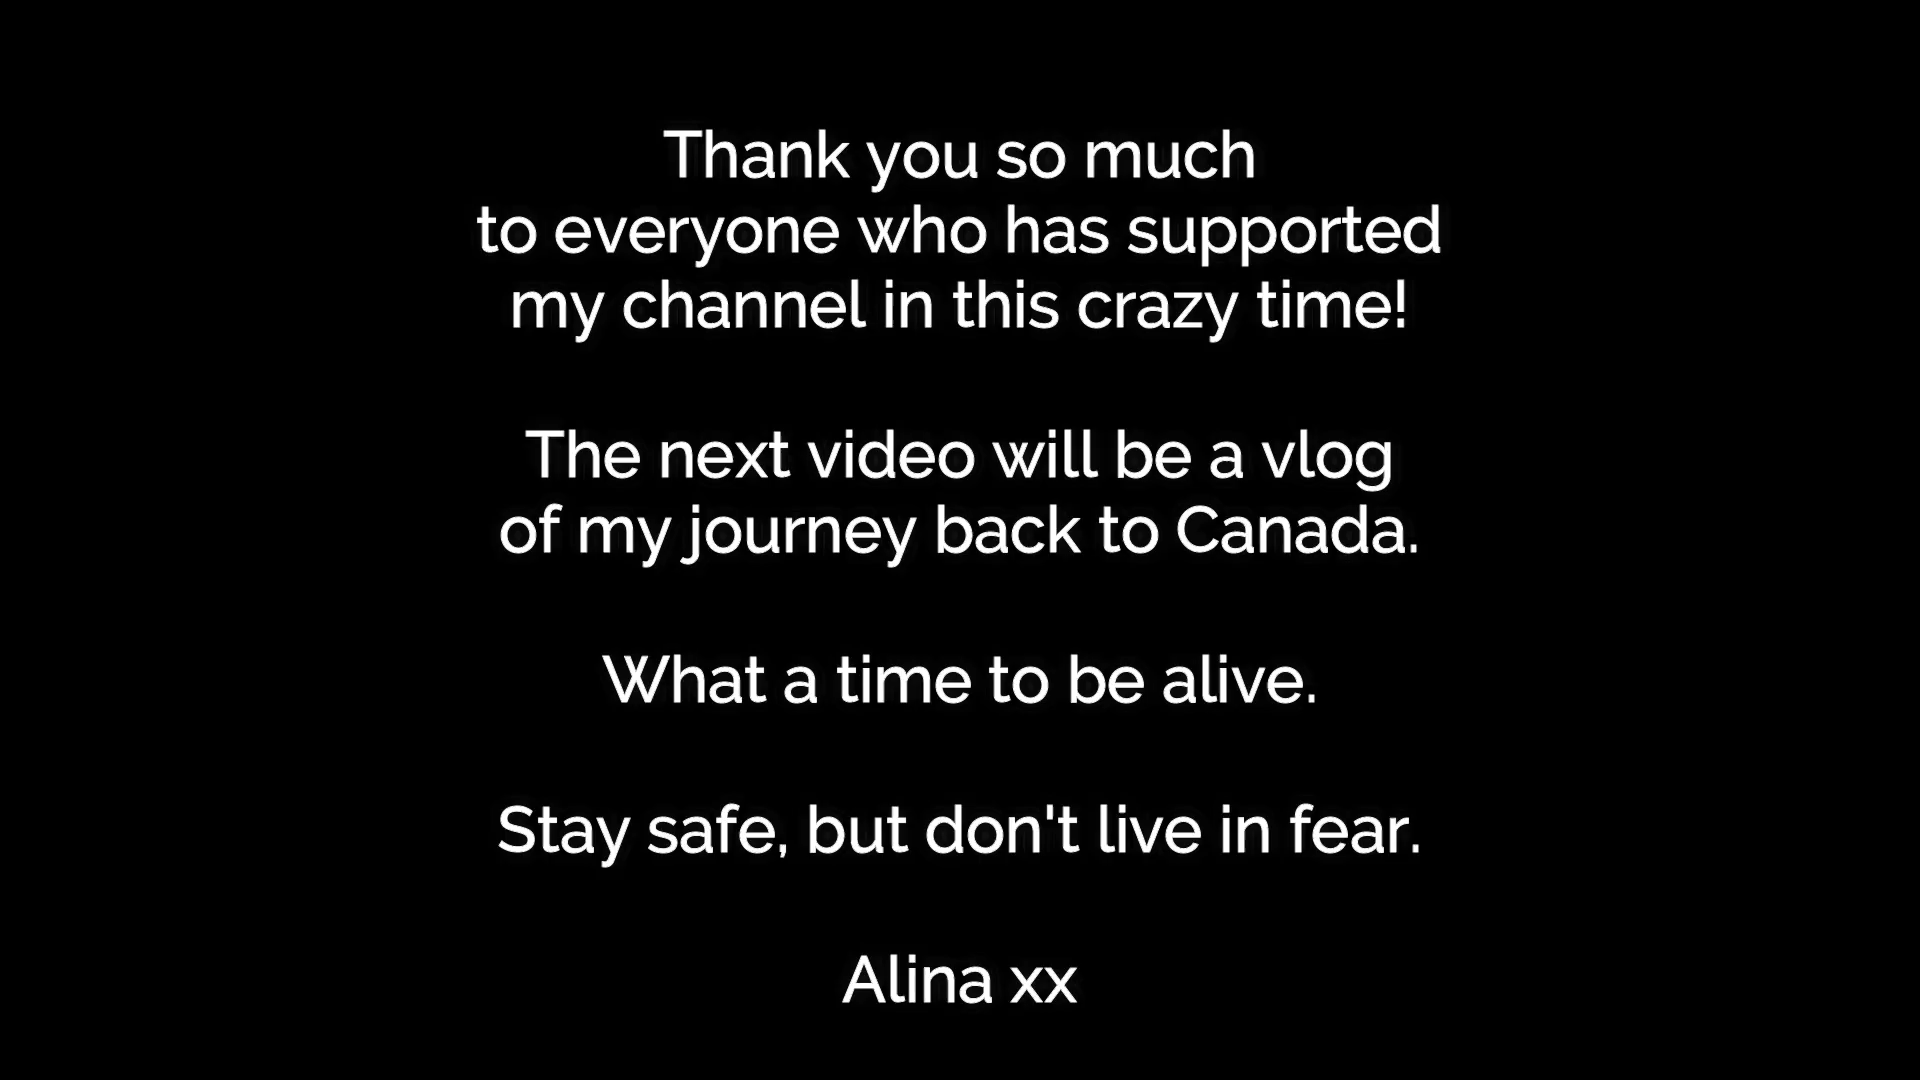 Thank you so much
to everyone who has supported
my channel in this crazy time!
The next video will be a vlog
of my journey back to Canada.
What a time to be alive.
Stay safe, but don't live in fear.
Alina xx